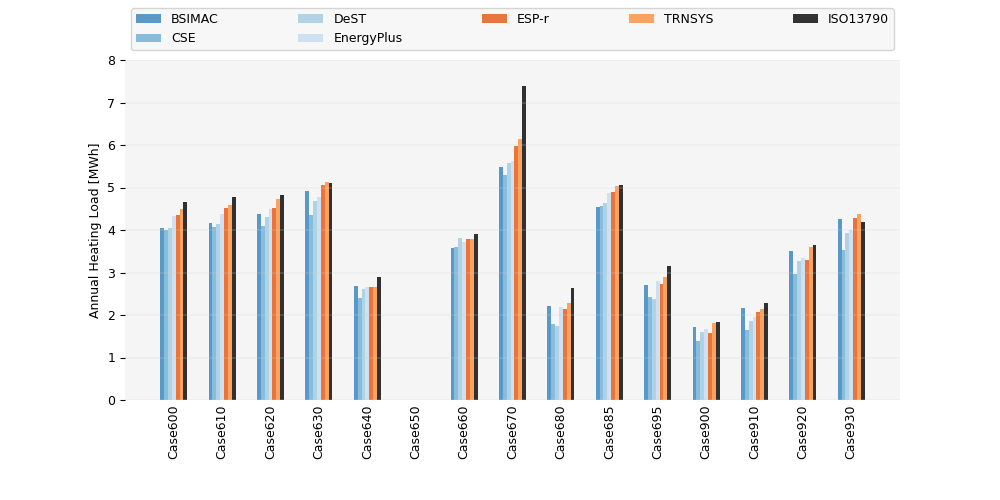 BSIMAC DeST ESP-r TRNSYS ISO13790
CSE EnergyPlus
8
7
6
5
4
3
2
1
0
Annual Heating Load [MWh]
Case600 Case610 Case620 Case630 Case640 Case650 Case660 Case670 Case680 Case685 Case695 Case900 Case910 Case920 Case930